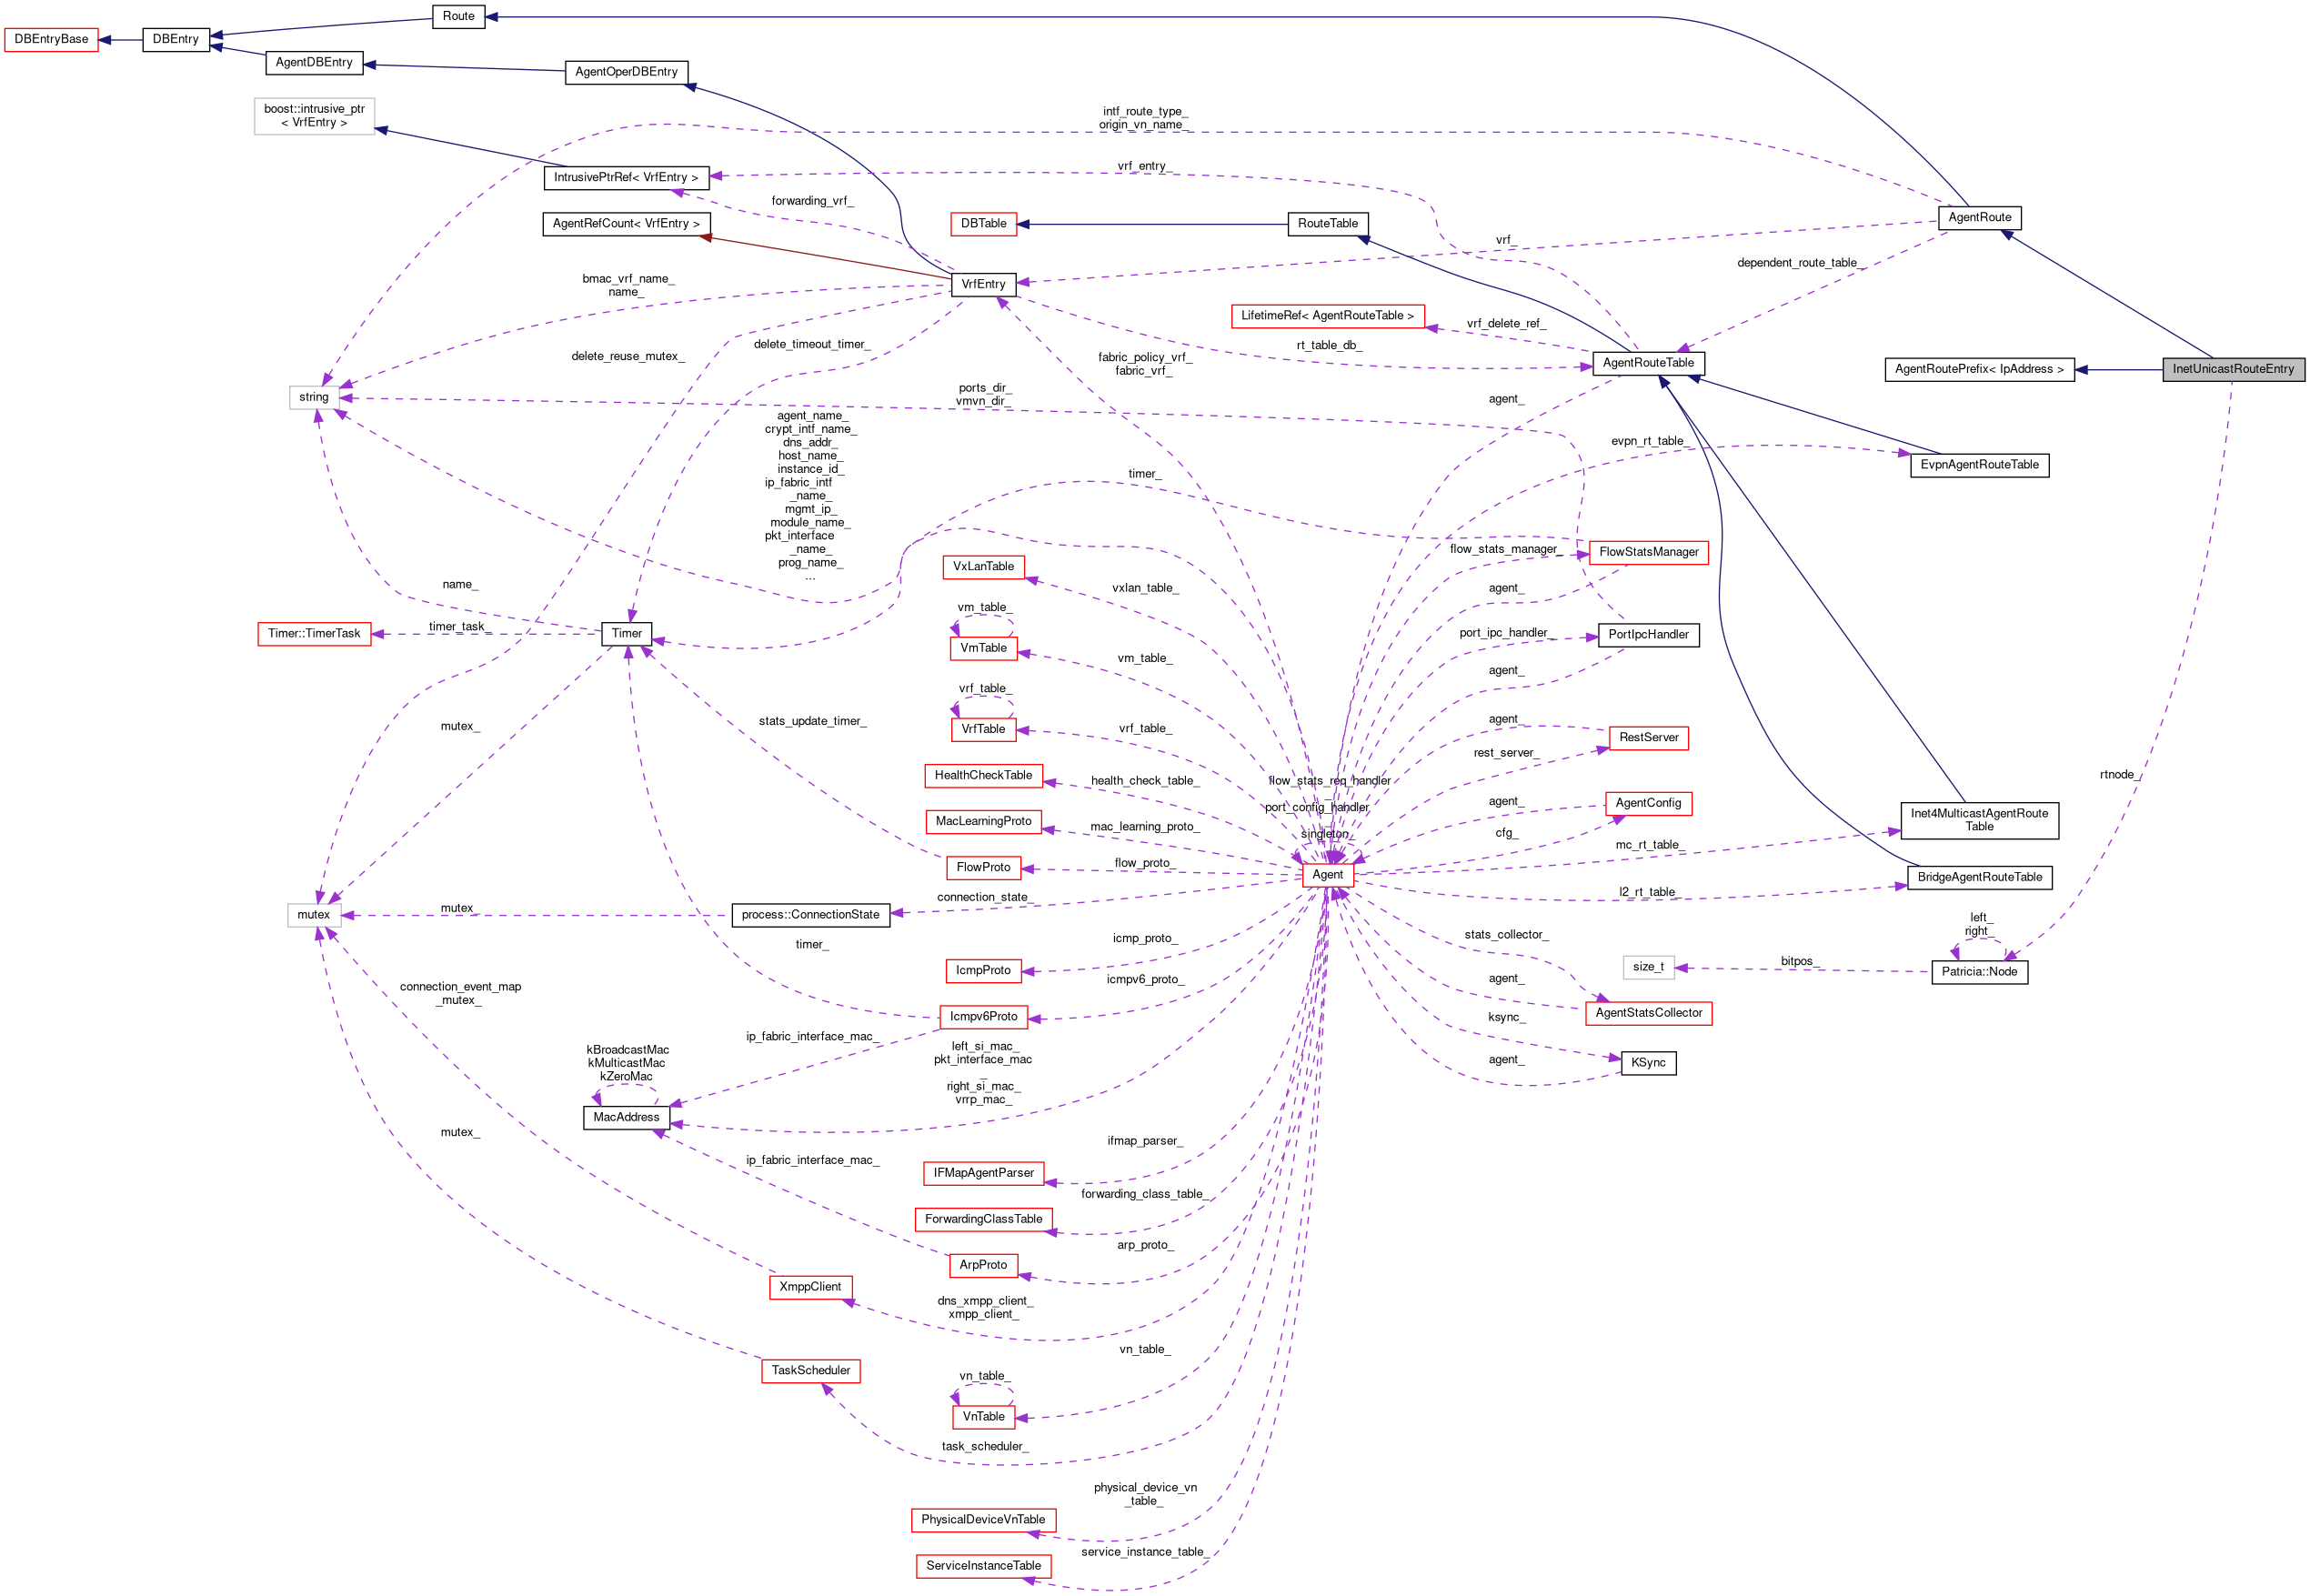 Route
DBEntryBase
DBEntry
AgentDBEntry
AgentOperDBEntry
boost::intrusive_ptr
< VrfEntry >
intf_route_type_
origin_vn_name_
vrf_entry_
IntrusivePtrRef< VrfEntry >
forwarding_vrf_
AgentRefCount< VrfEntry >
DBTable
RouteTable
AgentRoute
vrf_
dependent_route_table_
bmac_vrf_name_
name_
VrfEntry
LifetimeRef< AgentRouteTable >
vrf_delete_ref_
delete_reuse_mutex_
delete_timeout_timer_
rt_table_db_
fabric_policy_vrf_
fabric_vrf_
AgentRouteTable
AgentRoutePrefix< IpAddress >
InetUnicastRouteEntry
string
ports_dir_
vmvn_dir_
agent_
agent_name_
crypt_intf_name_
dns_addr_
host_name_
instance_id_
ip_fabric_intf
_name_
mgmt_ip_
module_name_
pkt_interface
_name_
prog_name_
...
timer_
evpn_rt_table_
EvpnAgentRouteTable
flow_stats_manager_
FlowStatsManager
VxLanTable
vxlan_table_
agent_
name_
vm_table_
Timer::TimerTask
timer_task_
Timer
VmTable
vm_table_
port_ipc_handler_
PortIpcHandler
agent_
vrf_table_
mutex_
stats_update_timer_
VrfTable
vrf_table_
agent_
RestServer
rest_server_
rtnode_
HealthCheckTable
health_check_table_
flow_stats_req_handler
_
port_config_handler
_
singleton_
agent_
AgentConfig
cfg_
Inet4MulticastAgentRoute
Table
MacLearningProto
mac_learning_proto_
mc_rt_table_
FlowProto
flow_proto_
Agent
l2_rt_table_
BridgeAgentRouteTable
mutex
mutex_
process::ConnectionState
connection_state_
left_
right_
timer_
icmp_proto_
stats_collector_
IcmpProto
icmpv6_proto_
size_t
bitpos_
Patricia::Node
agent_
connection_event_map
_mutex_
Icmpv6Proto
AgentStatsCollector
ksync_
ip_fabric_interface_mac_
kBroadcastMac
kMulticastMac
kZeroMac
left_si_mac_
pkt_interface_mac
_
right_si_mac_
vrrp_mac_
agent_
KSync
MacAddress
mutex_
ifmap_parser_
ip_fabric_interface_mac_
IFMapAgentParser
forwarding_class_table_
ForwardingClassTable
arp_proto_
ArpProto
XmppClient
dns_xmpp_client_
xmpp_client_
vn_table_
TaskScheduler
vn_table_
VnTable
task_scheduler_
physical_device_vn
_table_
PhysicalDeviceVnTable
service_instance_table_
ServiceInstanceTable